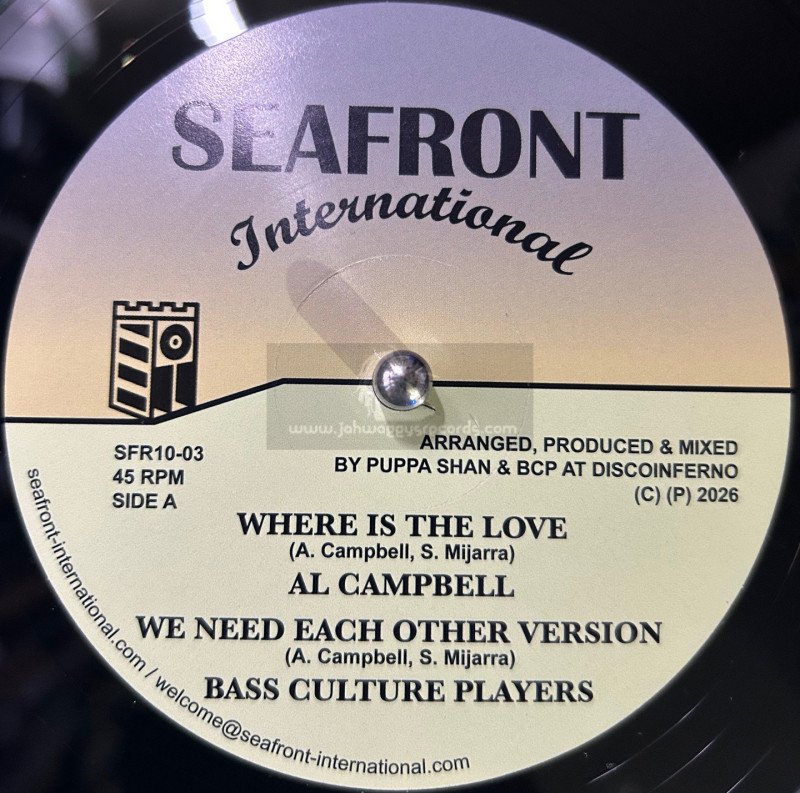 SEAFRONT
International
www.jahwaggysrecords.com
SFR10-03
45 RPM
SIDE A
ARRANGED, PRODUCED & MIXED
BY PUPPA SHAN & BCP AT DISCOINFERNO
(C) (P) 2026
WHERE IS THE LOVE
(A. Campbell, S. Mijarra)
AL CAMPBELL
WE NEED EACH OTHER VERSION
(A. Campbell, S. Mijarra)
BASS CULTURE PLAYERS
seafront-international.com / welcome@seafront-international.com